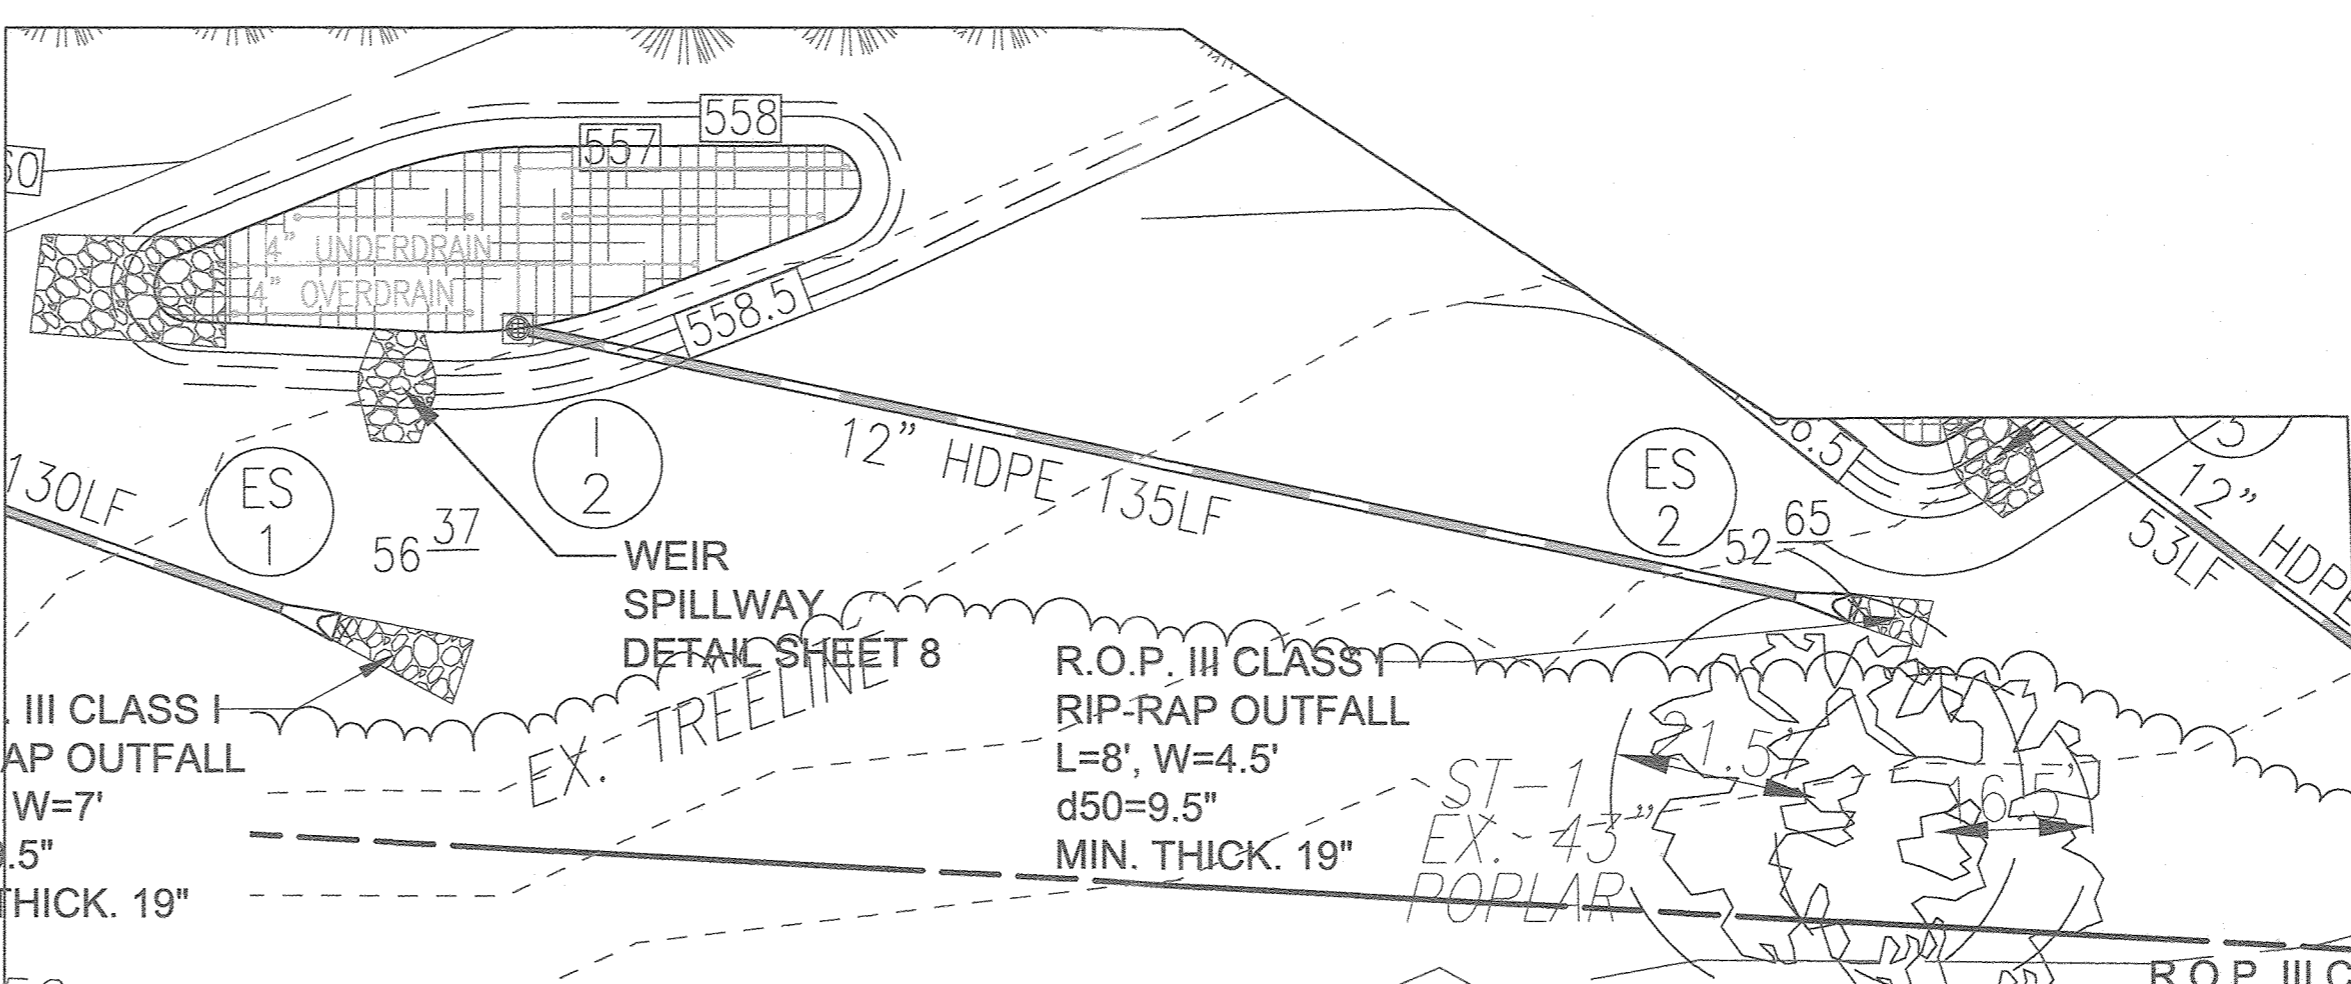 558
557
4" UNDERDRAIN
4" OVERDRAIN
558.5
130LF
ES
1
I
2
56 37
12" HDPE 135LF
ES
2
52 65
12" HDPE
53LF
WEIR
SPILLWAY
DETAIL SHEET 8
EX. TREELINE
. III CLASS I
AP OUTFALL
W=7'
.5"
THICK. 19"
R.O.P. III CLASS I
RIP-RAP OUTFALL
L=8', W=4.5'
d50=9.5"
MIN. THICK. 19"
ST-1
EX.- 43"
POPLAR
21.5'
16.5'
R.O.P. III C